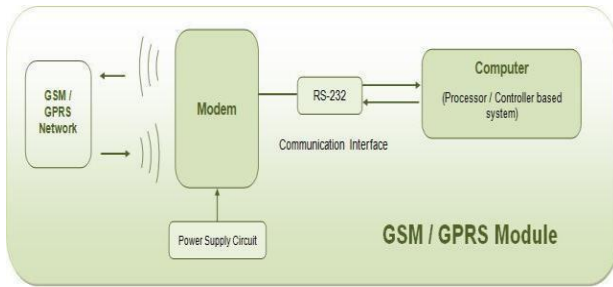 GSM /
GPRS
Network
Modem
RS-232
Communication Interface
Computer
(Processor / Controller based
system)
Power Supply Circuit
GSM / GPRS Module